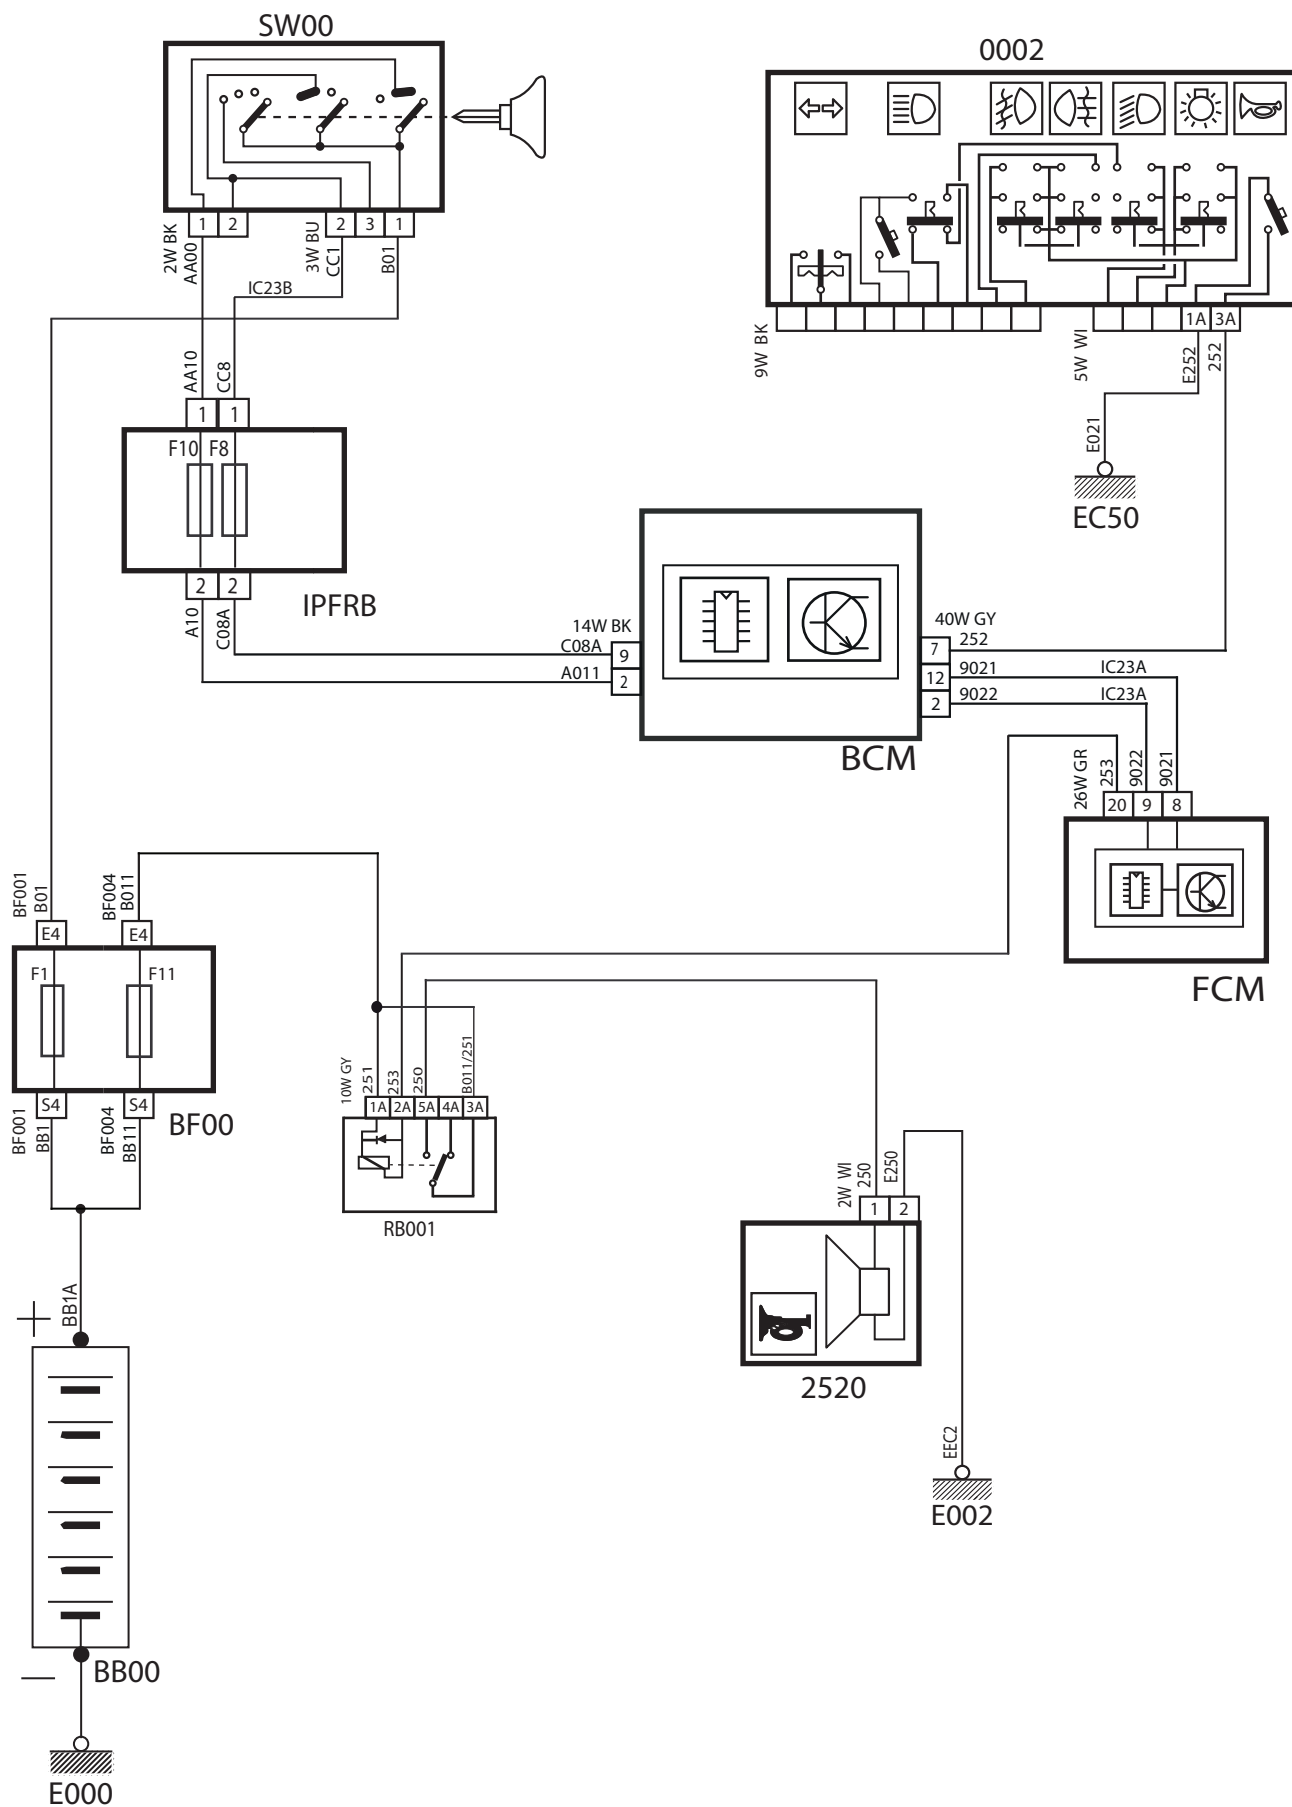 SW00
0002
1 2
2 3 1
2W BK
AA00
3W BU
CC1
B01
IC23B
9W BK
5W WI
1A 3A
E252
252
E021
EC50
AA10
CC8
1 1
F10 F8
2 2
IPFRB
A10
C08A
14W BK
C08A
9
A011
2
40W GY
252
7
9021
IC23A
12
9022
IC23A
2
BCM
26W GR
253
9022
9021
20 9 8
FCM
BF001
B01
BF004
B011
E4 E4
F1 F11
S4 S4
BF00
BF001
BB1
BF004
BB11
10W GY
251
253
250
B011/251
1A 2A 5A 4A 3A
RB001
2W WI
250
E250
1 2
2520
EEC2
E002
BB1A
+
—
BB00
E000